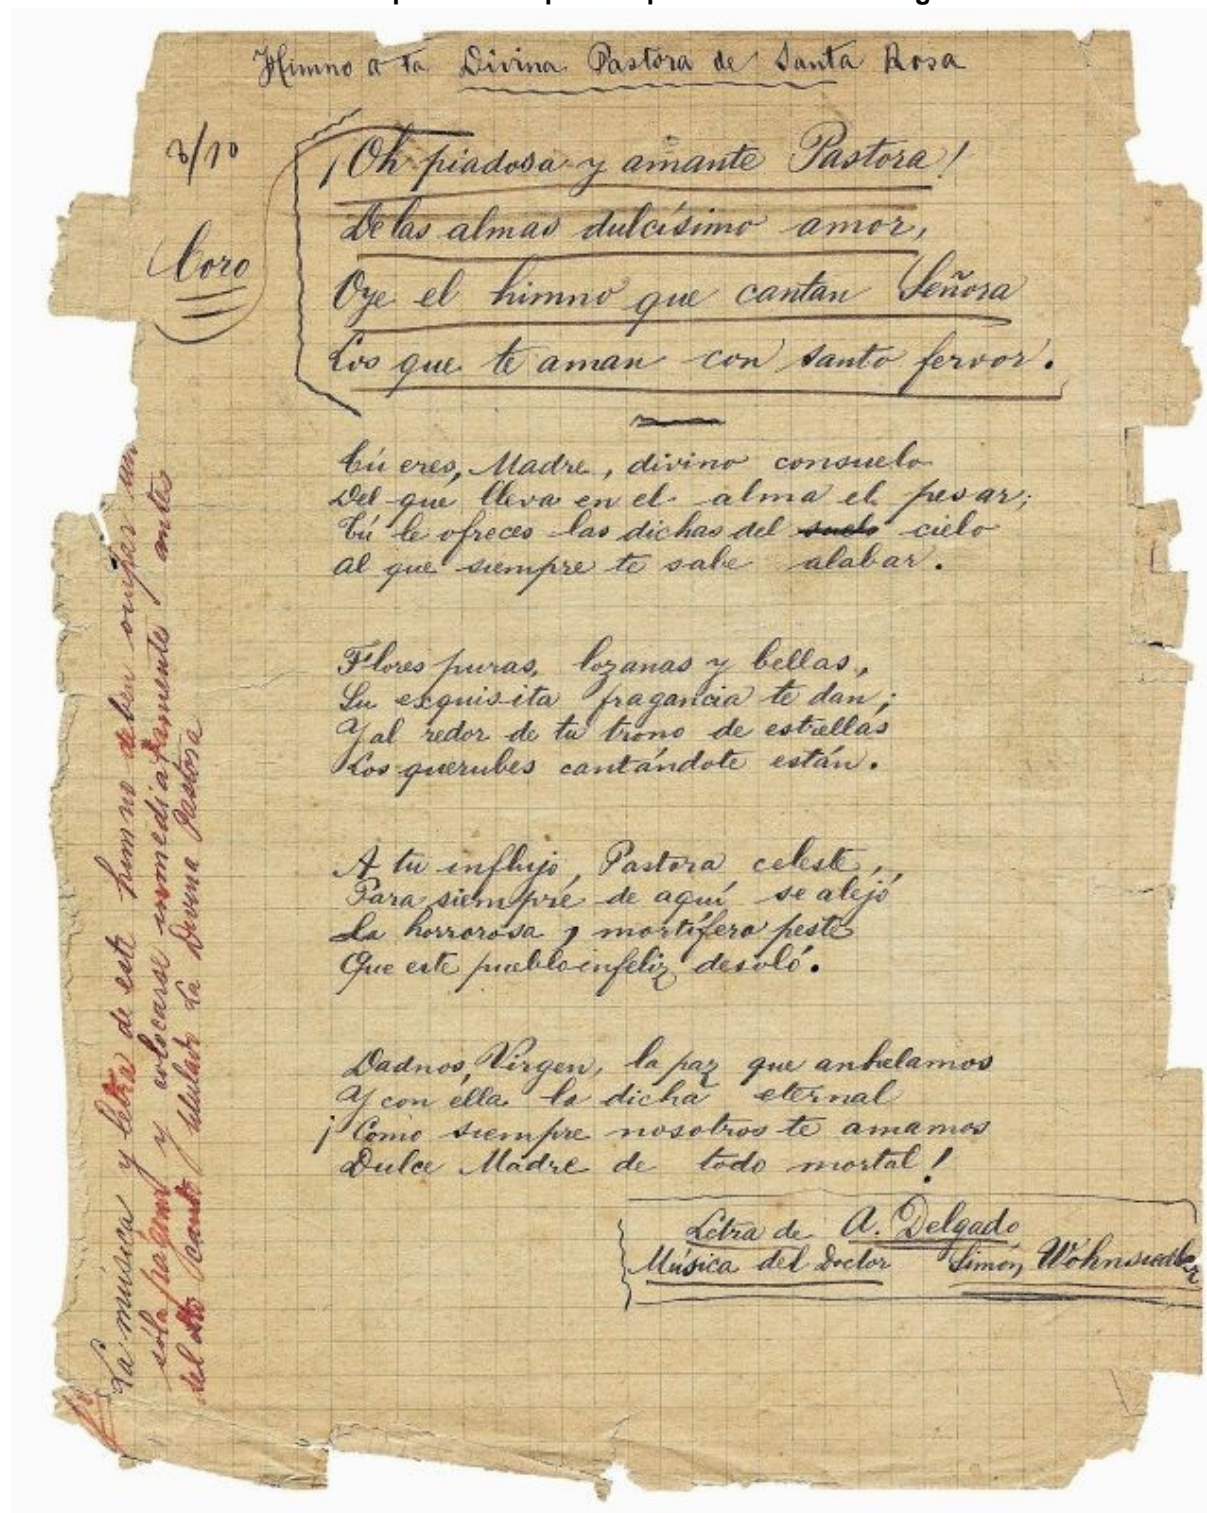 Himno a la Divina Pastora de Santa Rosa
3/10
¡Oh piadosa y amante Pastora!
De las almas dulcísimo amor,
Coro
Oye el himno que cantan Señora
Los que te aman con santo fervor.
Tú eres, Madre, divino consuelo
Del que lleva en el alma el pesar;
Tú le ofreces las dichas del suelo cielo
Al que siempre te sabe alabar.
Flores puras, lozanas y bellas,
Su exquisita fragancia te dan;
Y al redor de tu trono de estrellas
Los querubes cantándote están.
A tu influjo, Pastora celeste,
Para siempre de aquí se alejó
La horrorosa y mortífera peste
Que este pueblo infeliz desoló.
Dadnos, Virgen, la paz que anhelamos
Y con ella la dicha eternal
¡Como siempre nosotros te amamos
Dulce Madre de todo mortal!
Letra de A. Delgado
Música del Doctor Simón Wohnsiedler
La música y letra de este himno deben ocupar una
sóla página y colocarse inmediatamente antes
del otro canto titulado La Divina Pastora